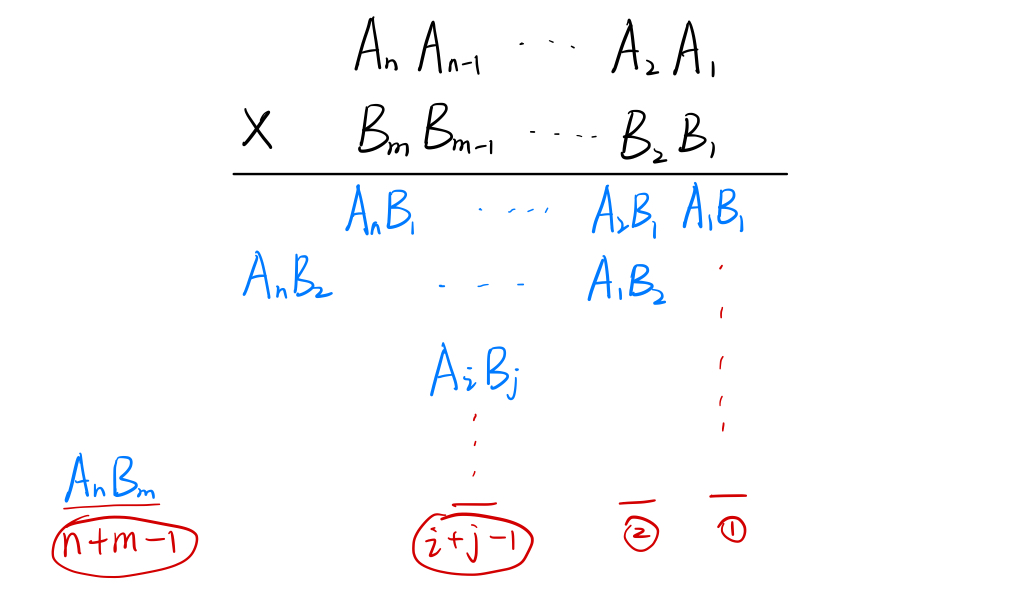 Aₙ Aₙ₋₁ ..... A₂ A₁
X Bₘ Bₘ₋₁ ..... B₂ B₁
AₙB₁ ..... A₂B₁ A₁B₁
AₙB₂ ... A₁B₂
AᵢBⱼ
AₙBₘ
n+m-1 i+j-1 ② ①